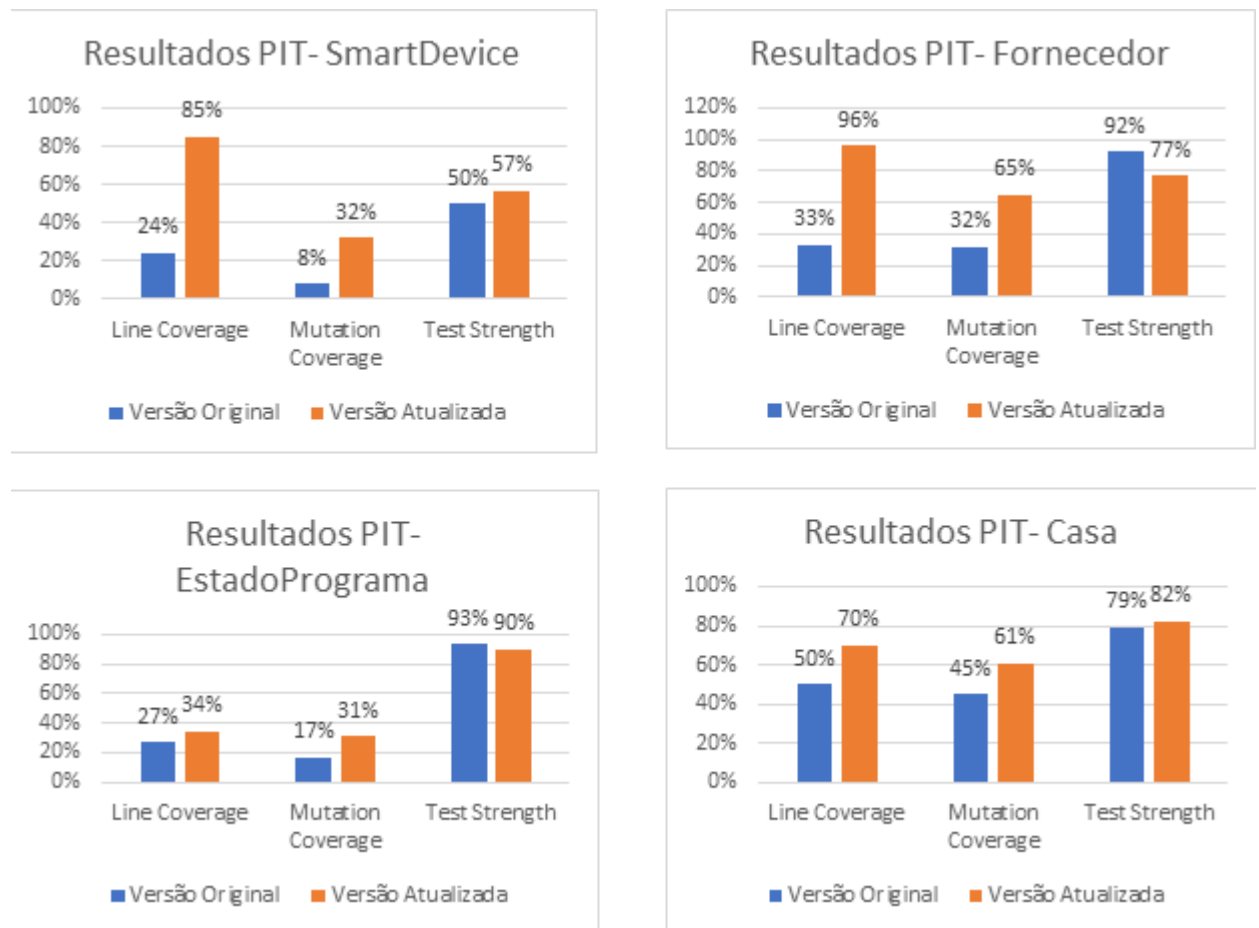 Resultados PIT- SmartDevice
100%
80%
60%
40%
20%
0%
24%
85%
8%
32%
50%
57%
Line Coverage
Mutation
Coverage
Test Strength
Versão Original
Versão Atualizada
Resultados PIT- Fornecedor
120%
100%
80%
60%
40%
20%
0%
33%
96%
32%
65%
92%
77%
Line Coverage
Mutation
Coverage
Test Strength
Versão Original
Versão Atualizada
Resultados PIT-
EstadoPrograma
100%
80%
60%
40%
20%
0%
27%
34%
17%
31%
93%
90%
Line Coverage
Mutation
Coverage
Test Strength
Versão Original
Versão Atualizada
Resultados PIT- Casa
100%
80%
60%
40%
20%
0%
50%
70%
45%
61%
79%
82%
Line Coverage
Mutation
Coverage
Test Strength
Versão Original
Versão Atualizada